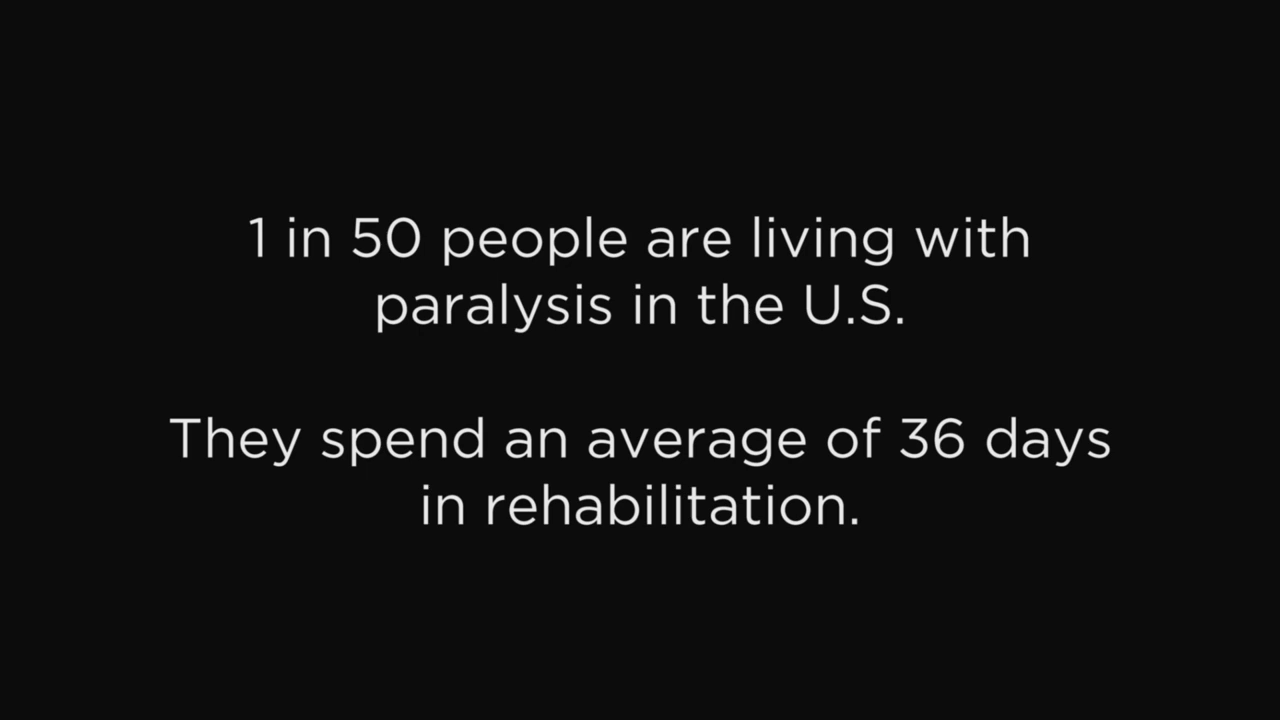 1 in 50 people are living with
paralysis in the U.S.
They spend an average of 36 days
in rehabilitation.